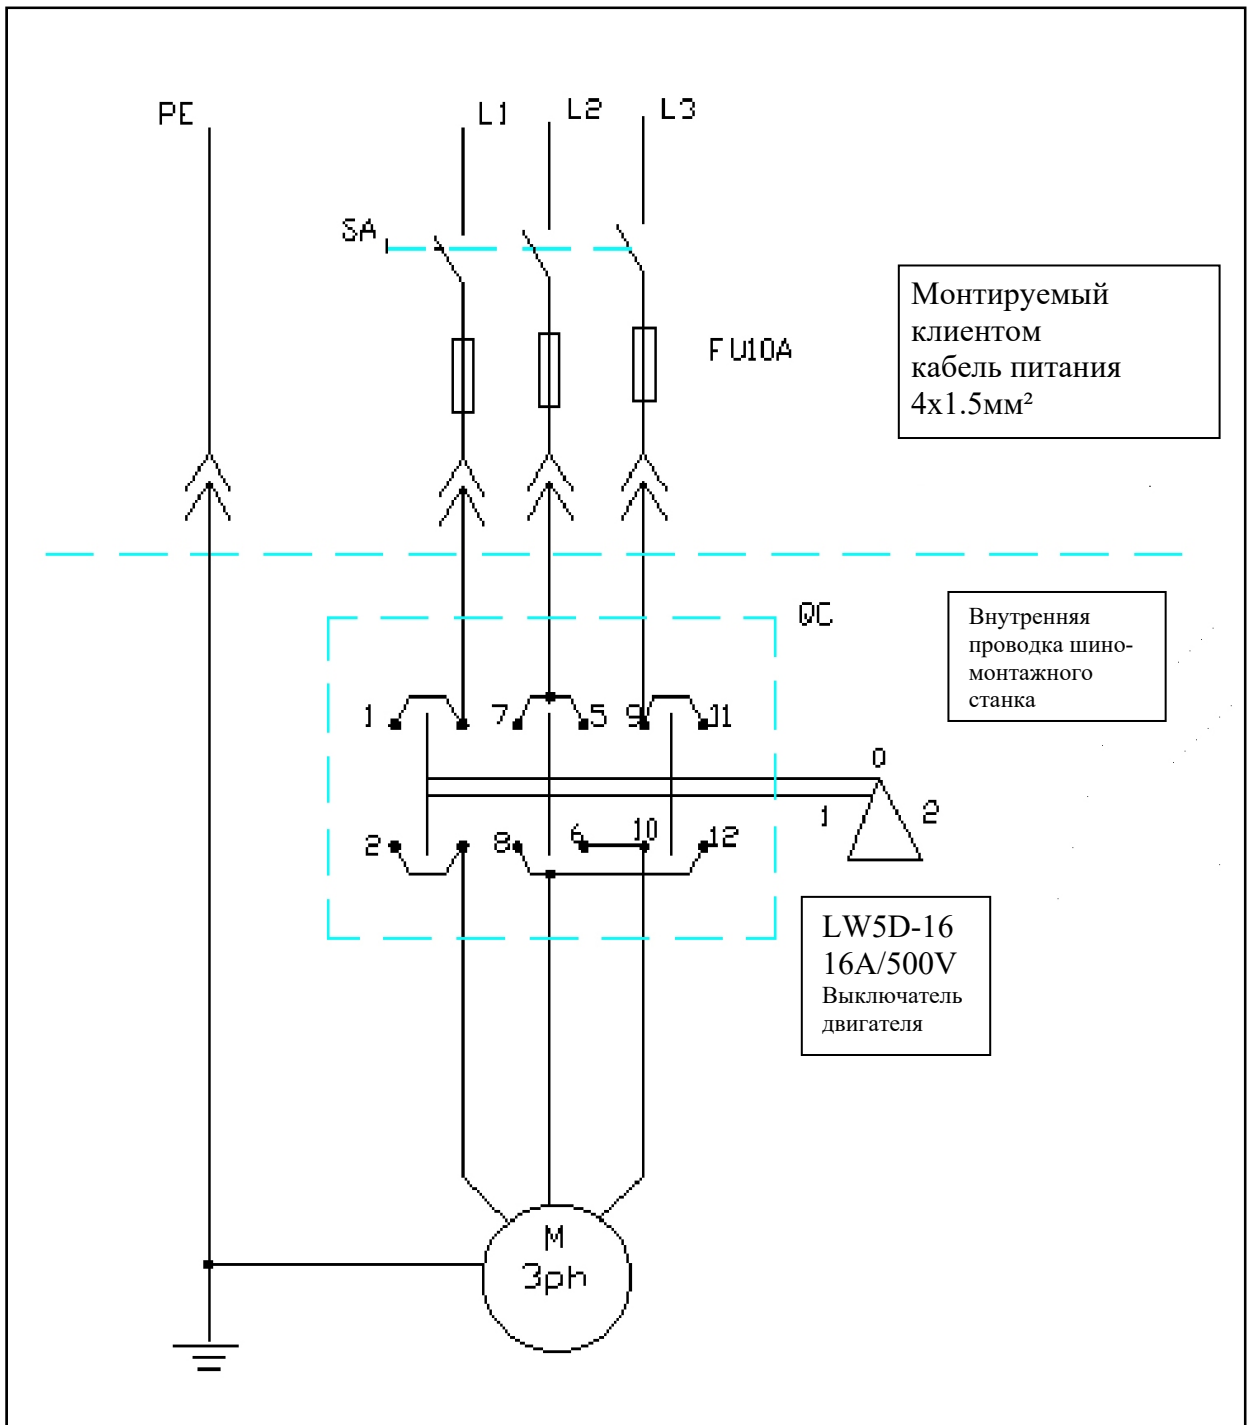 PE
L1
L2
L3
SA
FU10A
Монтируемый
клиентом
кабель питания
4x1.5мм²
QC
Внутренняя
проводка шино-
монтажного
станка
1
7
5
9
11
0
1
2
2
8
6
10
12
LW5D-16
16A/500V
Выключатель
двигателя
M
3ph